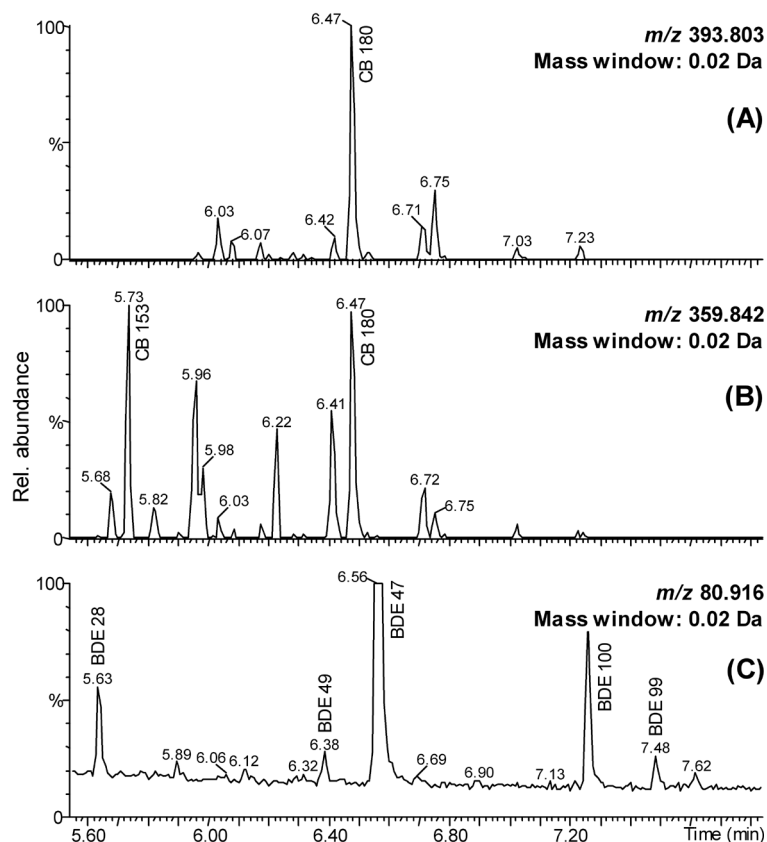 100
6.47
CB 180
m/z 393.803
Mass window: 0.02 Da
(A)
%
6.03
6.07
6.42
6.71
6.75
7.03
7.23
0
100
5.73
CB 153
6.47
CB 180
m/z 359.842
Mass window: 0.02 Da
(B)
5.96
%
6.41
6.22
5.98
5.68
5.82
6.03
6.72
6.75
0
Rel. abundance
100
6.56
BDE 47
m/z 80.916
Mass window: 0.02 Da
(C)
BDE 28
5.63
%
BDE 49
6.38
BDE 100
BDE 99
7.48
5.89
6.06
6.12
6.32
6.69
6.90
7.13
7.62
0
5.60
6.00
6.40
6.80
7.20
Time (min)